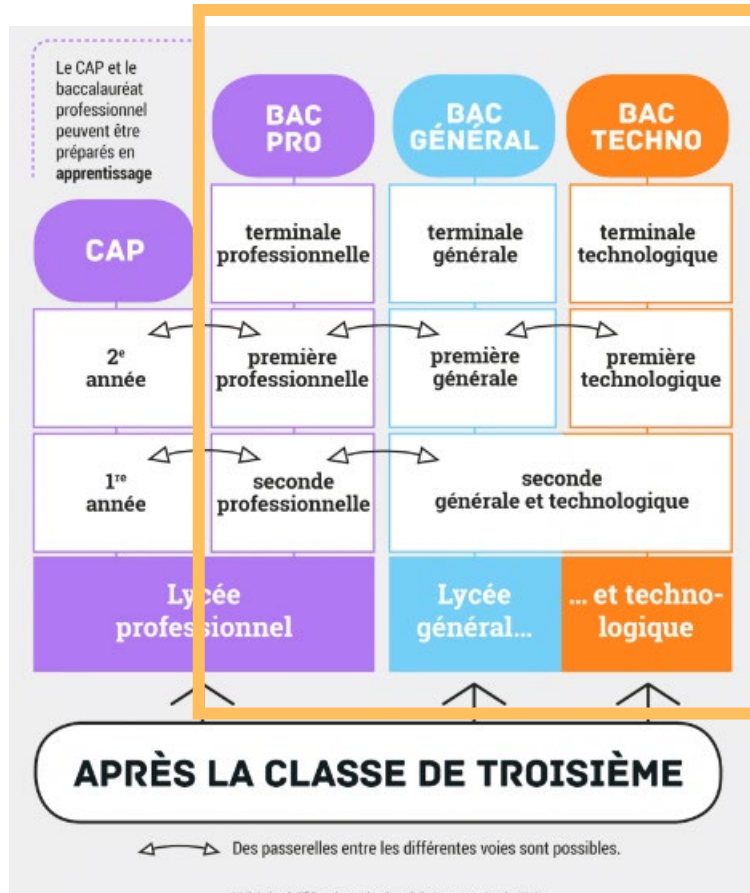 Le CAP et le
baccalauréat
professionnel
peuvent être
préparés en
apprentissage
BAC
PRO
BAC
GÉNÉRAL
BAC
TECHNO
CAP
terminale
professionnelle
terminale
générale
terminale
technologique
2e
année
première
professionnelle
première
générale
première
technologique
1re
année
seconde
professionnelle
seconde
générale et technologique
Lycée
professionnel
Lycée
général...
... et techno-
logique
APRÈS LA CLASSE DE TROISIÈME
Des passerelles entre les différentes voies sont possibles.